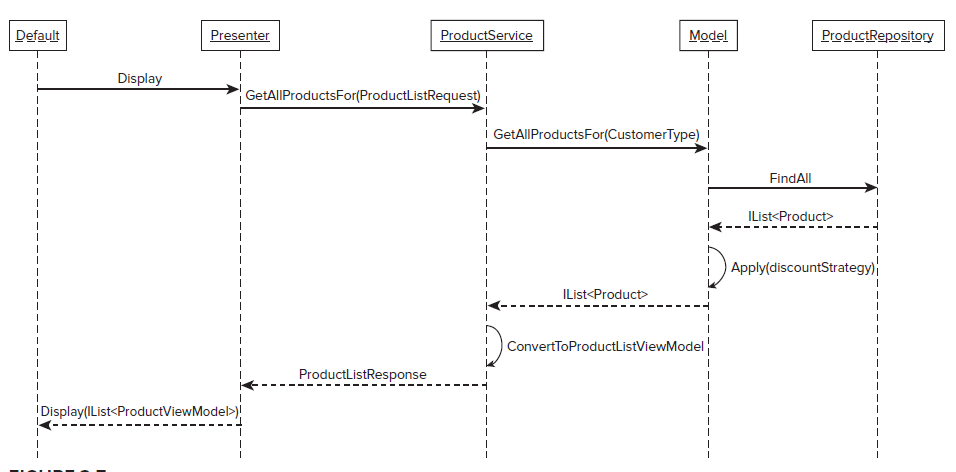 Default Presenter ProductService Model ProductRepository
Display
GetAllProductsFor(ProductListRequest)
GetAllProductsFor(CustomerType)
FindAll
IList<Product>
Apply(discountStrategy)
IList<Product>
ConvertToProductListViewModel
ProductListResponse
Display(IList<ProductViewModel>)